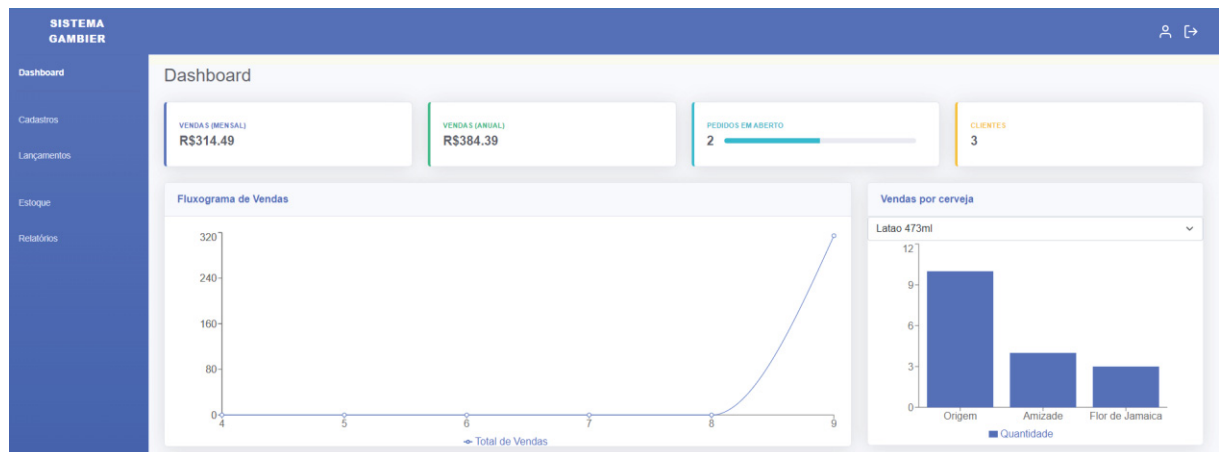 SISTEMA
GAMBIER
Dashboard
Cadastros
Lançamentos
Estoque
Relatórios
Dashboard
VENDAS (MENSAL)
R$314.49
VENDAS (ANUAL)
R$384.39
PEDIDOS EM ABERTO
2
CLIENTES
3
Fluxograma de Vendas
320
240
160
80
0
4 5 6 7 8 9
Total de Vendas
Vendas por cerveja
Latao 473ml
12
9
6
3
0
Origem Amizade Flor de Jamaica
Quantidade